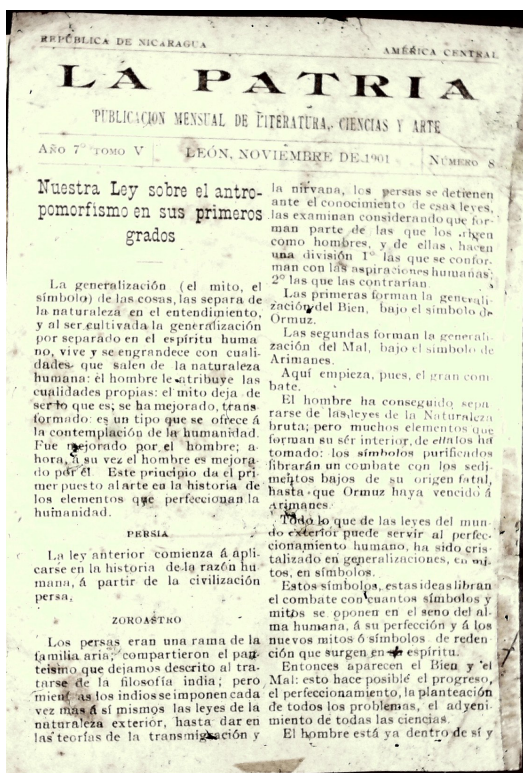 REPÚBLICA DE NICARAGUA
AMÉRICA CENTRAL
LA PATRIA
PUBLICACION MENSUAL DE LITERATURA, CIENCIAS Y ARTE
AÑO 7º TOMO V
LEÓN, NOVIEMBRE DE 1901
NÚMERO 8
Nuestra Ley sobre el antro-
pomorfismo en sus primeros
grados
La generalización (el mito, el
símbolo) de las cosas, las separa de
la naturaleza en el entendimiento,
y al ser cultivada la generalización
por separado en el espíritu huma
no, vive y se engrandece con cuali-
dades que salen de la naturaleza
humana: el hombre le atribuye las
cualidades propias: el mito deja de
ser lo que es; se ha mejorado, trans
formado: es un tipo que se ofrece á
la contemplación de la humanidad.
Fue mejorado por el hombre; a-
hora, á su vez el hombre es mejora-
do por él. Este principio da el pri
mer puesto al arte en la historia de
los elementos que perfeccionan la
humanidad.
PERSIA
La ley anterior comienza á apli-
carse en la historia de la razón hu
mana, á partir de la civilización
persa.
ZOROASTRO
Los persas eran una rama de la
familia aria; compartieron el pan-
teismo que dejamos descrito al tra-
tarse de la filosofía india; pero
mientras los indios se imponen cada
vez mas á sí mismos las leyes de la
naturaleza exterior, hasta dar en
las teorías de la transmigración y
la nirvana, los persas se detienen
ante el conocimiento de esas leyes,
las examinan considerando que for-
man parte de las que los rigen
como hombres, y de ellas hacen
una división 1º las que se confor-
man con las aspiraciones humanas;
2º las que las contrarían
Las primeras forman la generali-
zación del Bien, bajo el símbolo de
Ormuz.
Las segundas forman la generali-
zación del Mal, bajo el símbolo de
Arimanes.
Aquí empieza, pues, el gran com
bate.
El hombre ha conseguido sepa
rarse de las leyes de la Naturaleza
bruta; pero muchos elementos que
forman su sér interior, de ellos los ha
tomado: los símbolos purificados
librarán un combate con los sedi-
mentos bajos de su origen fatal,
hasta que Ormuz haya vencido á
Arimanes.
Todo lo que de las leyes del mun
do exterior puede servir al perfec-
cionamiento humano, ha sido cris-
talizado en generalizaciones, en mi-
tos, en símbolos.
Estos símbolos, estas ideas libran
el combate con cuantos símbolos y
mitos se oponen en el seno del al-
ma humana, á su perfección y á los
nuevos mitos ó símbolos de reden-
ción que surgen en espíritu.
Entonces aparecen el Bien y el
Mal: esto hace posible el progreso,
el perfeccionamiento, la planteación
de todos los problemas, el adveni-
miento de todas las ciencias.
El hombre está ya dentro de sí y